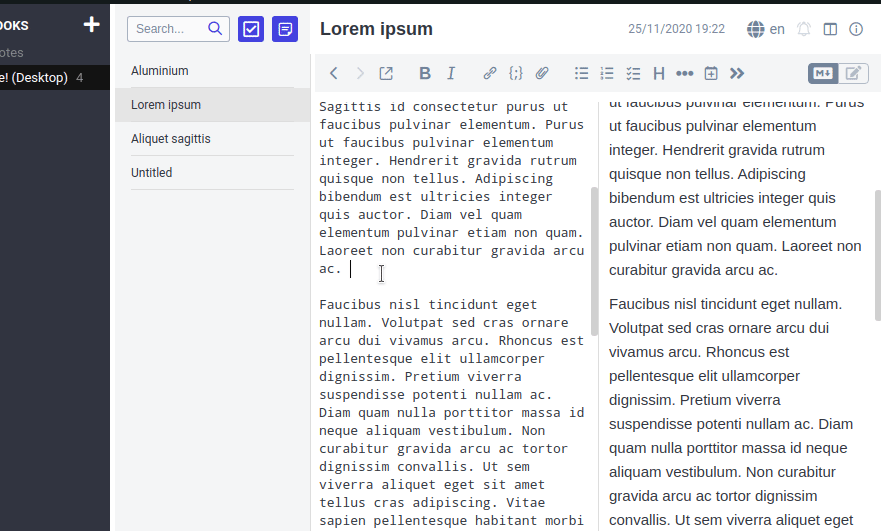 OOKS
otes
e! (Desktop) 4
Search...
Aluminium
Lorem ipsum
Aliquet sagittis
Untitled
Lorem ipsum
25/11/2020 19:22
en
B I {;} H M
Sagittis id consectetur purus ut
faucibus pulvinar elementum. Purus
ut faucibus pulvinar elementum
integer. Hendrerit gravida rutrum
quisque non tellus. Adipiscing
bibendum est ultricies integer
quis auctor. Diam vel quam
elementum pulvinar etiam non quam.
Laoreet non curabitur gravida arcu
ac.
Faucibus nisl tincidunt eget
nullam. Volutpat sed cras ornare
arcu dui vivamus arcu. Rhoncus est
pellentesque elit ullamcorper
dignissim. Pretium viverra
suspendisse potenti nullam ac.
Diam quam nulla porttitor massa id
neque aliquam vestibulum. Non
curabitur gravida arcu ac tortor
dignissim convallis. Ut sem
viverra aliquet eget sit amet
tellus cras adipiscing. Vitae
sapien pellentesque habitant morbi
ut faucibus pulvinar elementum. Purus
ut faucibus pulvinar elementum
integer. Hendrerit gravida rutrum
quisque non tellus. Adipiscing
bibendum est ultricies integer quis
auctor. Diam vel quam elementum
pulvinar etiam non quam. Laoreet non
curabitur gravida arcu ac.
Faucibus nisl tincidunt eget nullam.
Volutpat sed cras ornare arcu dui
vivamus arcu. Rhoncus est
pellentesque elit ullamcorper
dignissim. Pretium viverra
suspendisse potenti nullam ac. Diam
quam nulla porttitor massa id neque
aliquam vestibulum. Non curabitur
gravida arcu ac tortor dignissim
convallis. Ut sem viverra aliquet eget